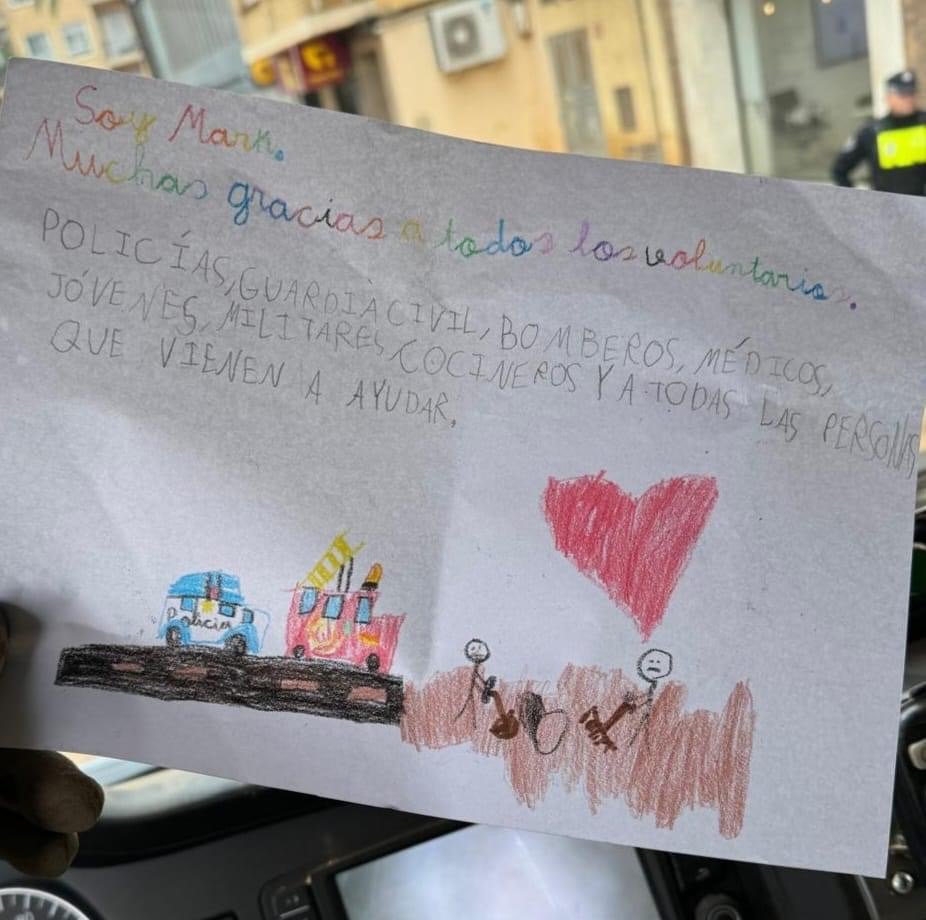 Soy Mark.
Muchas gracias a todos los voluntarios.
POLICÍAS, GUARDIA CIVIL, BOMBEROS, MÉDICOS,
JÓVENES, MILITARES, COCINEROS Y A TODAS LAS PERSONAS
QUE VIENEN A AYUDAR.
Policia